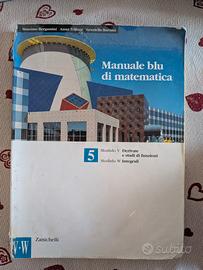 Massimo Bergamini Anna Trifone Graziella Barozzi
Manuale blu
di matematica
5
Modulo V Derivate
e studi di funzioni
Modulo W Integrali
V+W
Zanichelli
Subito